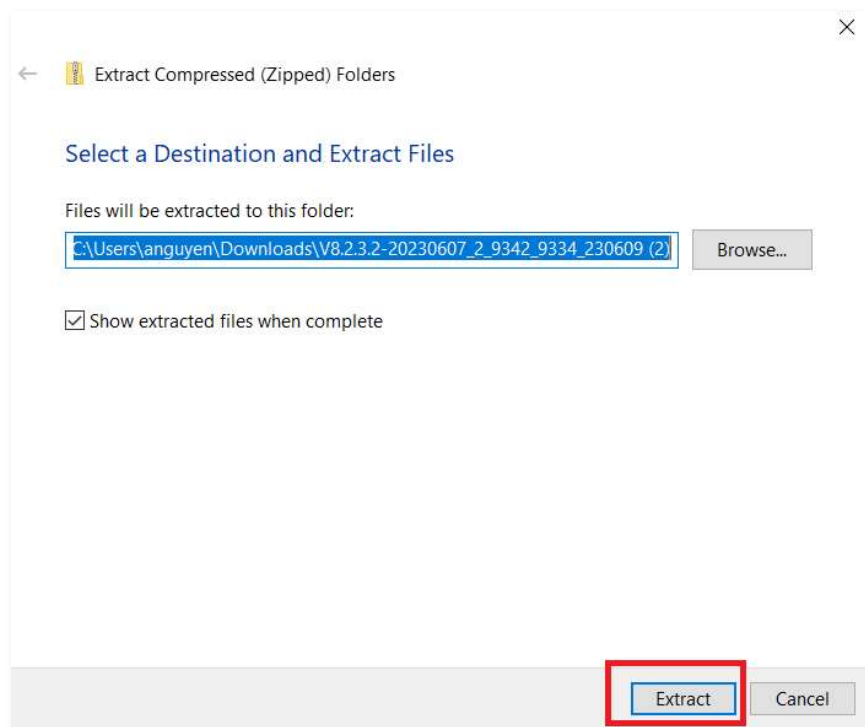 Extract Compressed (Zipped) Folders
Select a Destination and Extract Files
Files will be extracted to this folder:
C:\Users\anguyen\Downloads\V8.2.3.2-20230607_2_9342_9334_230609 (2)
Browse...
Show extracted files when complete
Extract
Cancel